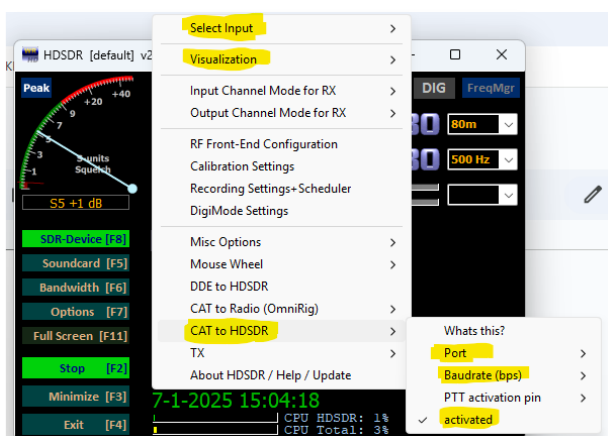 HDSDR [default] v2
Peak
+20
+40
9
7
5
3
1
S-units
Squelch
S5 +1 dB
SDR-Device [F8]
Soundcard [F5]
Bandwidth [F6]
Options [F7]
Full Screen [F11]
Stop [F2]
Minimize [F3]
Exit [F4]
Select Input
Visualization
Input Channel Mode for RX
Output Channel Mode for RX
RF Front-End Configuration
Calibration Settings
Recording Settings+Scheduler
DigiMode Settings
Misc Options
Mouse Wheel
DDE to HDSDR
CAT to Radio (OmniRig)
CAT to HDSDR
TX
About HDSDR / Help / Update
DIG
FreqMgr
80m
500 Hz
Whats this?
Port
Baudrate (bps)
PTT activation pin
activated
7-1-2025 15:04:18
CPU HDSDR: 1%
CPU Total: 3%